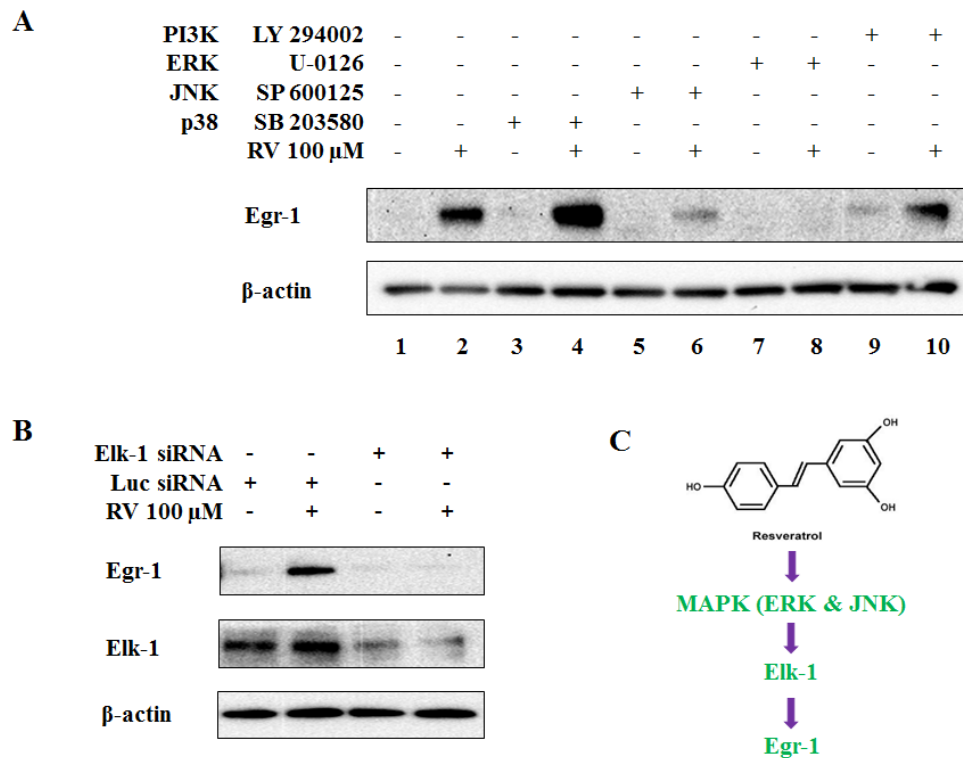 A
PI3K LY 294002 - - - - - - - - + +
ERK U-0126 - - - - - - + + - -
JNK SP 600125 - - - - + + - - - -
p38 SB 203580 - - + + - - - - - -
RV 100 μM - + - + - + - + - +
Egr-1
β-actin
1 2 3 4 5 6 7 8 9 10
B
Elk-1 siRNA - - + +
Luc siRNA + + - -
RV 100 μM - + - +
Egr-1
Elk-1
β-actin
C
OH
HO
OH
Resveratrol
MAPK (ERK & JNK)
Elk-1
Egr-1